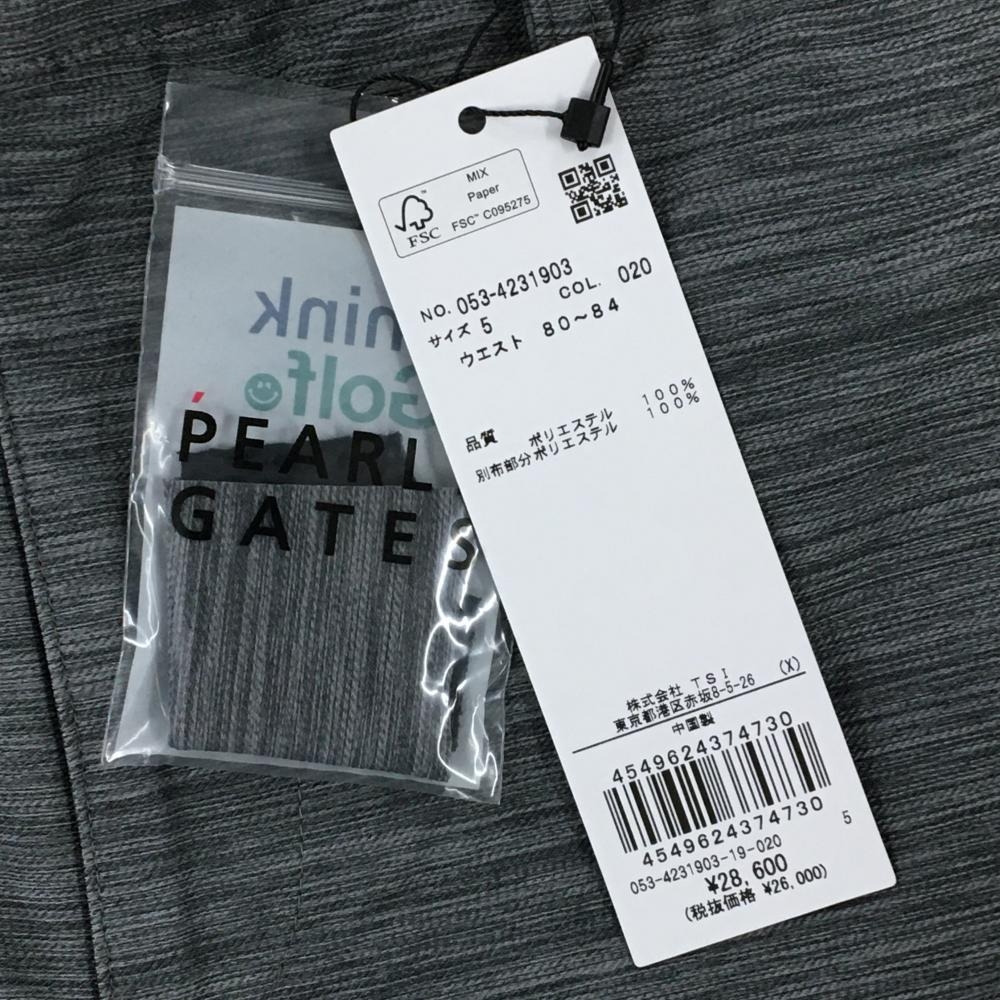 MIX
Paper
FSC™ C095275
FSC
NO. 053-4231903
COL. 020
サイズ 5
ウエスト 80～84
品質 ポリエステル 100%
別布部分ポリエステル 100%
株式会社 TSI (X)
東京都港区赤坂8-5-26
中国製
4549624374730
4549624374730
5
053-4231903-19-020
¥28,600
(税抜価格 ¥26,000)
hink
Golf
PEARL
GATES